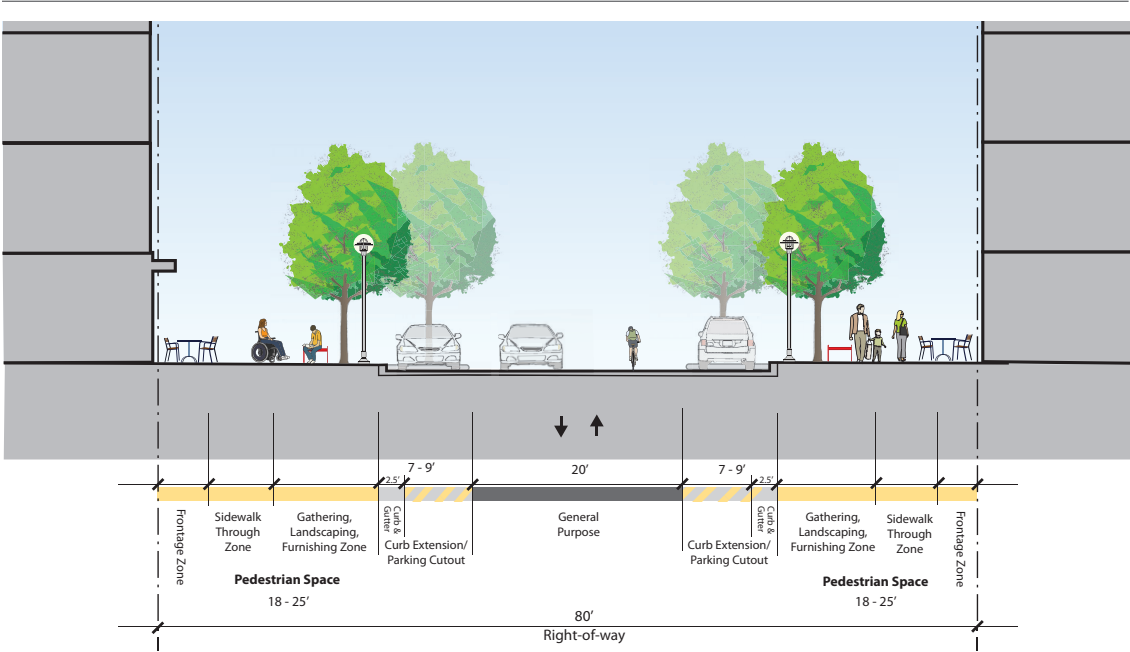 7 - 9’
20’
7 - 9’
2.5’
2.5’
Frontage Zone
Sidewalk
Through
Zone
Gathering,
Landscaping,
Furnishing Zone
Curb &
Gutter
Curb Extension/
Parking Cutout
General
Purpose
Curb Extension/
Parking Cutout
Curb &
Gutter
Gathering,
Landscaping,
Furnishing Zone
Sidewalk
Through
Zone
Frontage Zone
Pedestrian Space
18 - 25’
Pedestrian Space
18 - 25’
80’
Right-of-way